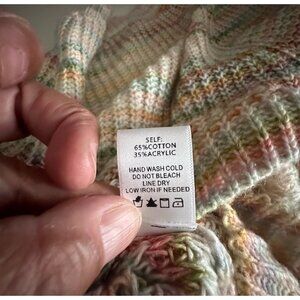 SELF:
65%COTTON
35%ACRYLIC
HAND WASH COLD
DO NOT BLEACH
LINE DRY
LOW IRON IF NEEDED